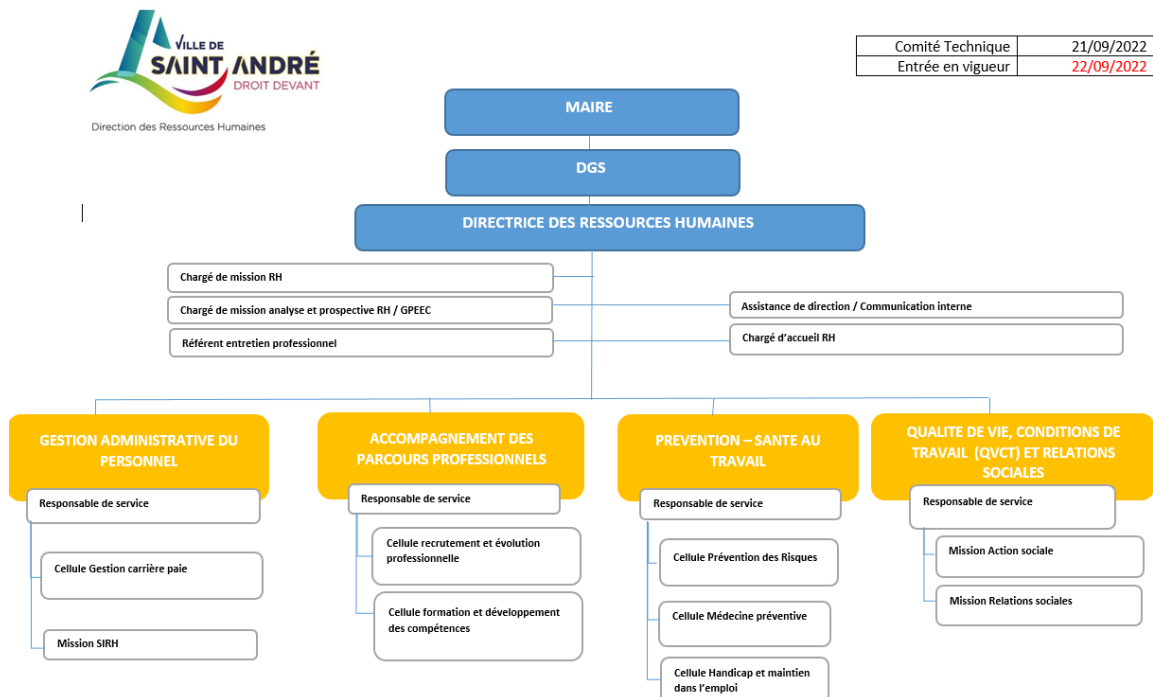 VILLE DE
SAINT ANDRÉ
DROIT DEVANT
Direction des Ressources Humaines
Comité Technique 21/09/2022
Entrée en vigueur 22/09/2022
MAIRE
DGS
DIRECTRICE DES RESSOURCES HUMAINES
Chargé de mission RH
Chargé de mission analyse et prospective RH / GPEEC
Référent entretien professionnel
Assistance de direction / Communication interne
Chargé d'accueil RH
GESTION ADMINISTRATIVE DU
PERSONNEL
Responsable de service
Cellule Gestion carrière paie
Mission SIRH
ACCOMPAGNEMENT DES
PARCOURS PROFESSIONNELS
Responsable de service
Cellule recrutement et évolution
professionnelle
Cellule formation et développement
des compétences
PREVENTION – SANTE AU
TRAVAIL
Responsable de service
Cellule Prévention des Risques
Cellule Médecine préventive
Cellule Handicap et maintien
dans l'emploi
QUALITE DE VIE, CONDITIONS DE
TRAVAIL (QVCT) ET RELATIONS
SOCIALES
Responsable de service
Mission Action sociale
Mission Relations sociales